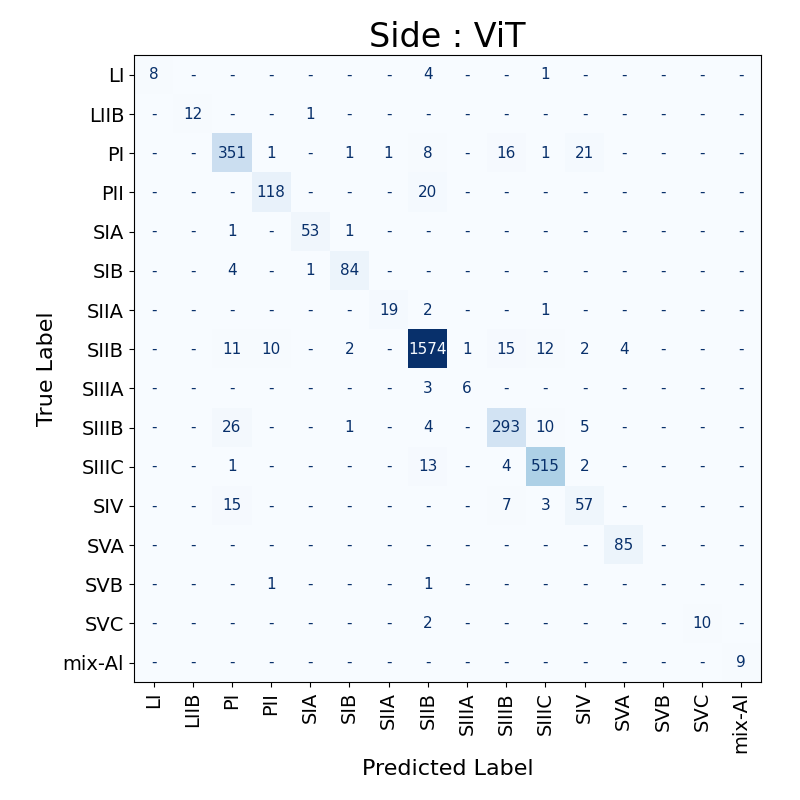 Side : ViT
LI 8 - - - - - - 4 - - 1 - - - - -
LIIB - 12 - - 1 - - - - - - - - - - -
PI - - 351 1 - 1 1 8 - 16 1 21 - - - -
PII - - - 118 - - - 20 - - - - - - - -
SIA - - 1 - 53 1 - - - - - - - - - -
SIB - - 4 - 1 84 - - - - - - - - - -
SIIA - - - - - - 19 2 - - 1 - - - - -
SIIB - - 11 10 - 2 - 1574 1 15 12 2 4 - - -
SIIIA - - - - - - - 3 6 - - - - - - -
SIIIB - - 26 - - 1 - 4 - 293 10 5 - - - -
SIIIC - - 1 - - - - 13 - 4 515 2 - - - -
SIV - - 15 - - - - - - 7 3 57 - - - -
SVA - - - - - - - - - - - - 85 - - -
SVB - - - 1 - - - 1 - - - - - - - -
SVC - - - - - - - 2 - - - - - - 10 -
mix-Al - - - - - - - - - - - - - - - 9
LI LIIB PI PII SIA SIB SIIA SIIB SIIIA SIIIB SIIIC SIV SVA SVB SVC mix-Al
Predicted Label
True Label